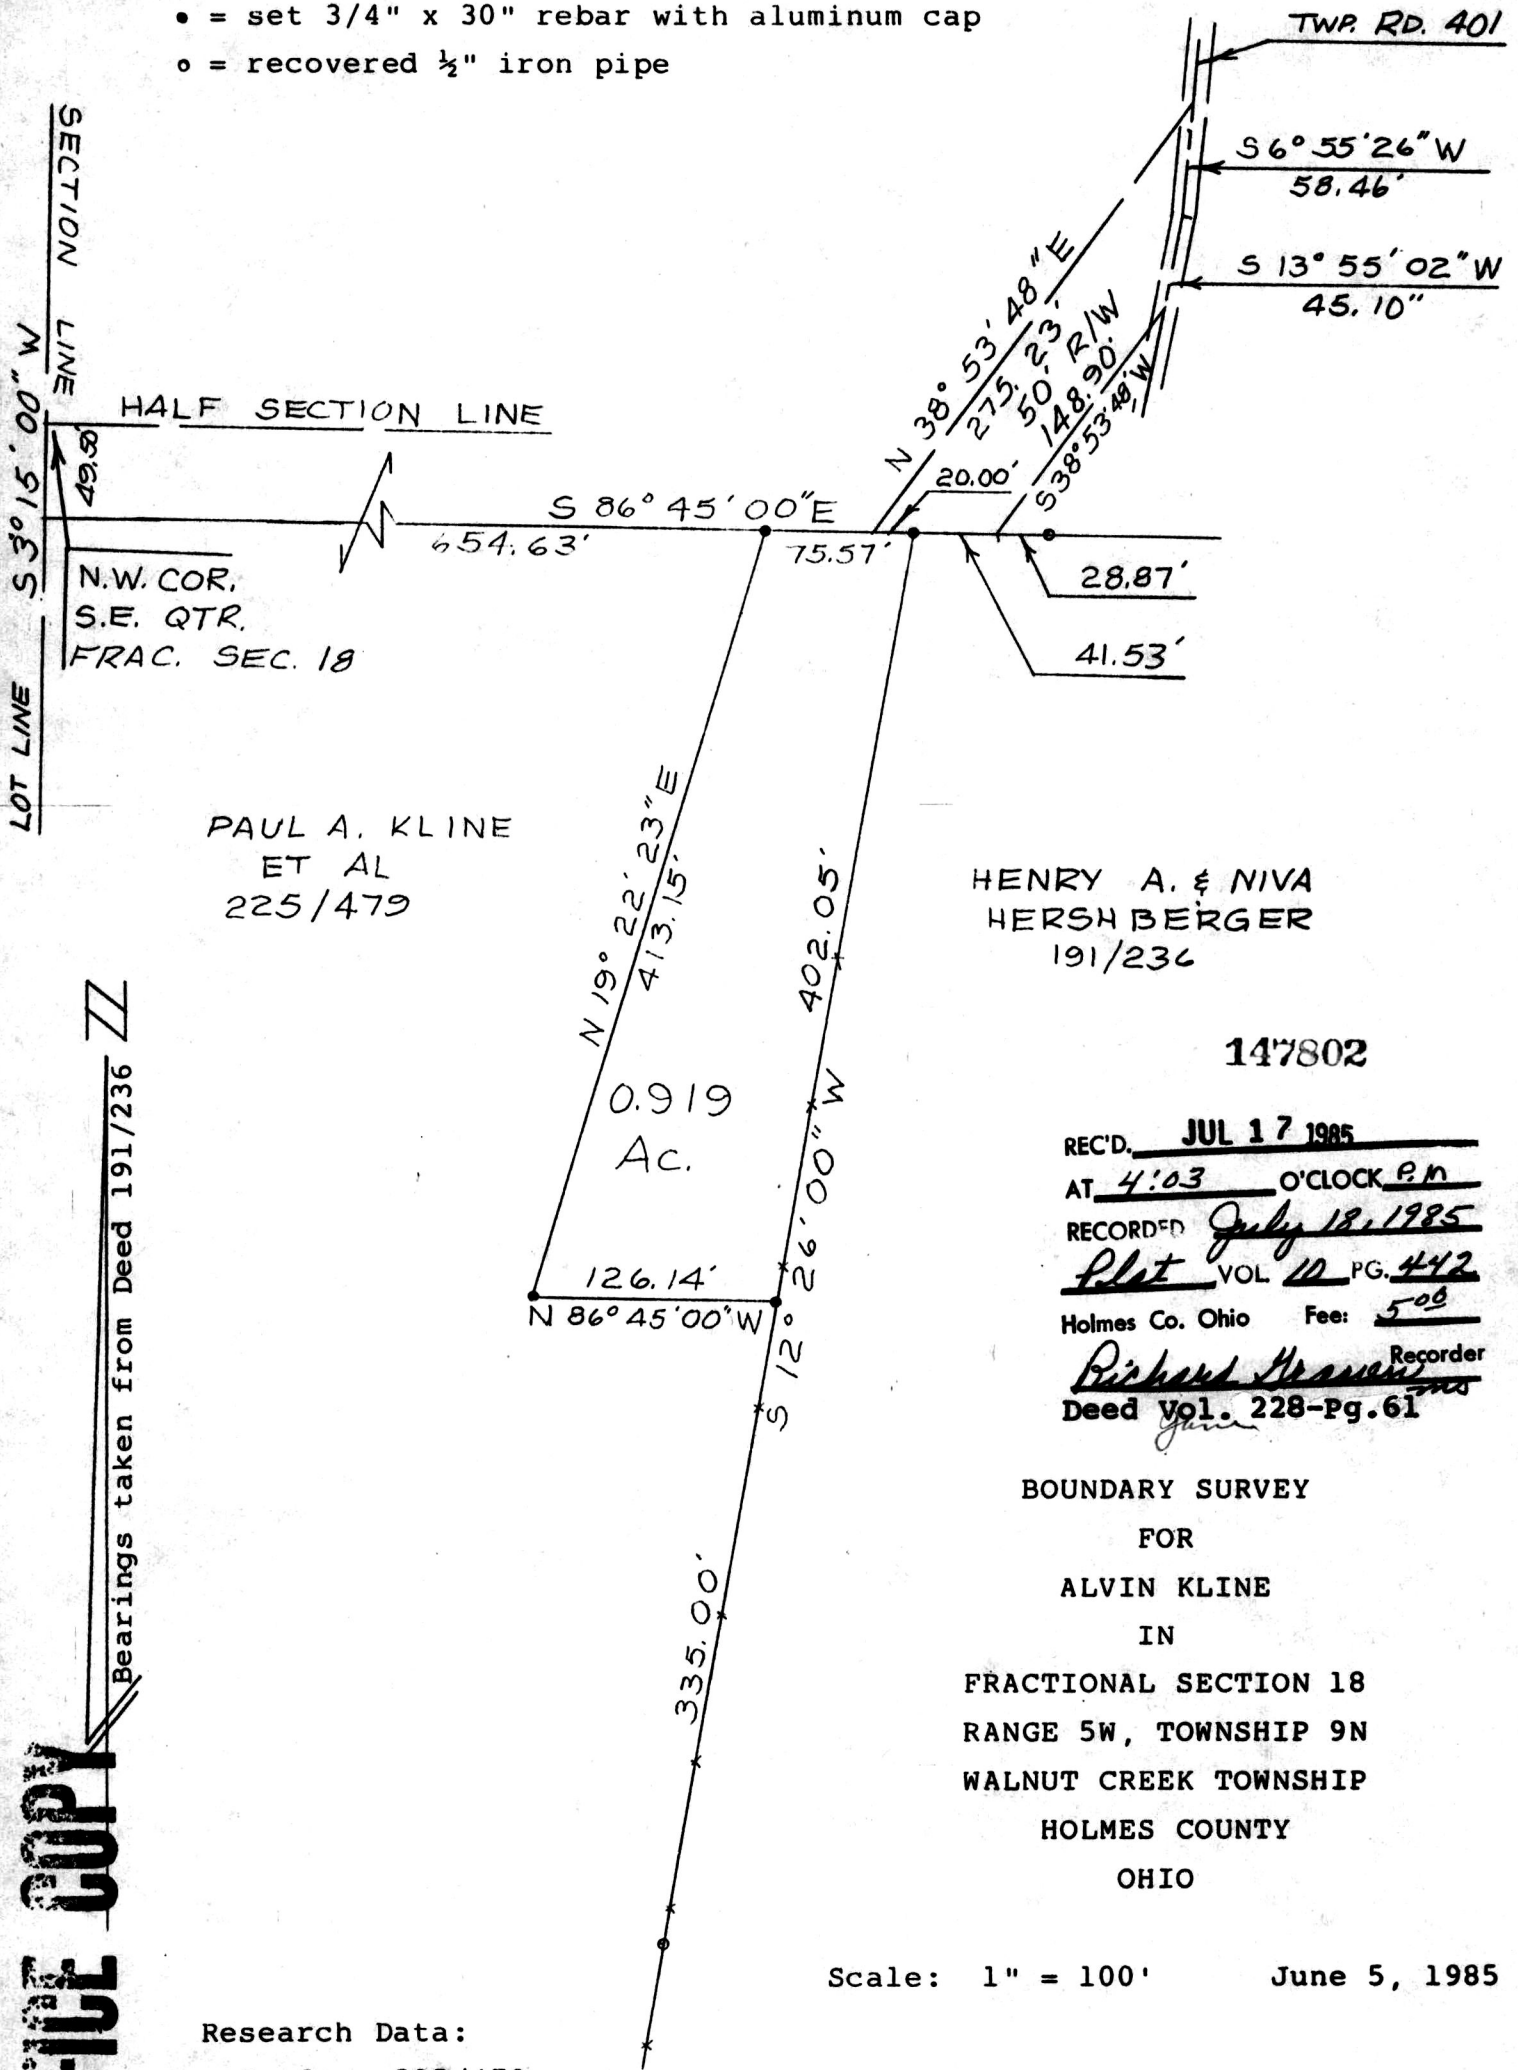 • = set 3/4" x 30" rebar with aluminum cap
o = recovered ½" iron pipe
TWP. RD. 401
S 6° 55' 26" W
58.46'
S 13° 55' 02" W
45.10"
SECTION LINE
LOT LINE S 3° 15' 00" W
HALF SECTION LINE
49.50'
N 38° 53' 48" E
275.23'
50' R/W
148.90'
S 38° 53' 48" W
20.00'
S 86° 45' 00" E
654.63'
75.57'
28.87'
41.53'
N.W. COR.
S.E. QTR.
FRAC. SEC. 18
PAUL A. KLINE
ET AL
225/479
N 19° 22' 23" E
413.15'
402.05'
S 12° 26' 00" W
HENRY A. & NIVA
HERSHBERGER
191/236
0.919
Ac.
126.14'
N 86° 45' 00" W
335.00'
Bearings taken from Deed 191/236
147802
REC'D. JUL 17 1985
AT 4:03 O'CLOCK P.M
RECORDED July 18, 1985
Plat VOL 10 PG. 442
Holmes Co. Ohio Fee: 5.00
Richard Recorder
Deed Vol. 228-Pg.61
BOUNDARY SURVEY
FOR
ALVIN KLINE
IN
FRACTIONAL SECTION 18
RANGE 5W, TOWNSHIP 9N
WALNUT CREEK TOWNSHIP
HOLMES COUNTY
OHIO
Scale: 1" = 100' June 5, 1985
COPY
Research Data: